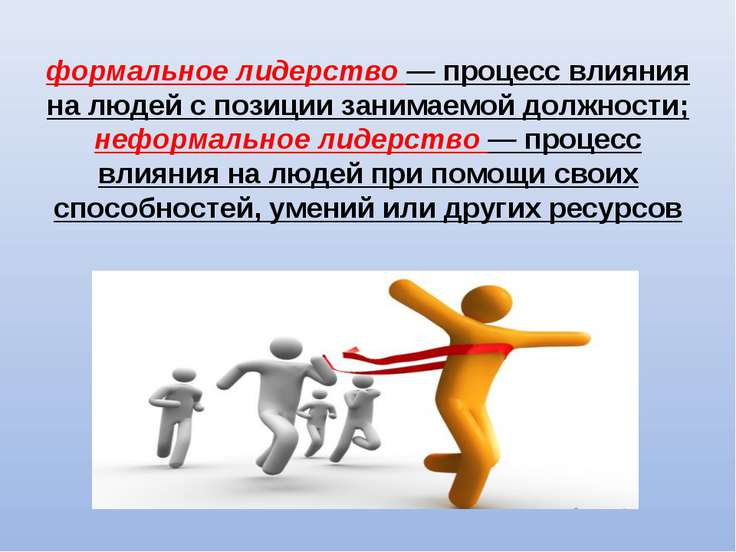 формальное лидерство — процесс влияния
на людей с позиции занимаемой должности;
неформальное лидерство — процесс
влияния на людей при помощи своих
способностей, умений или других ресурсов